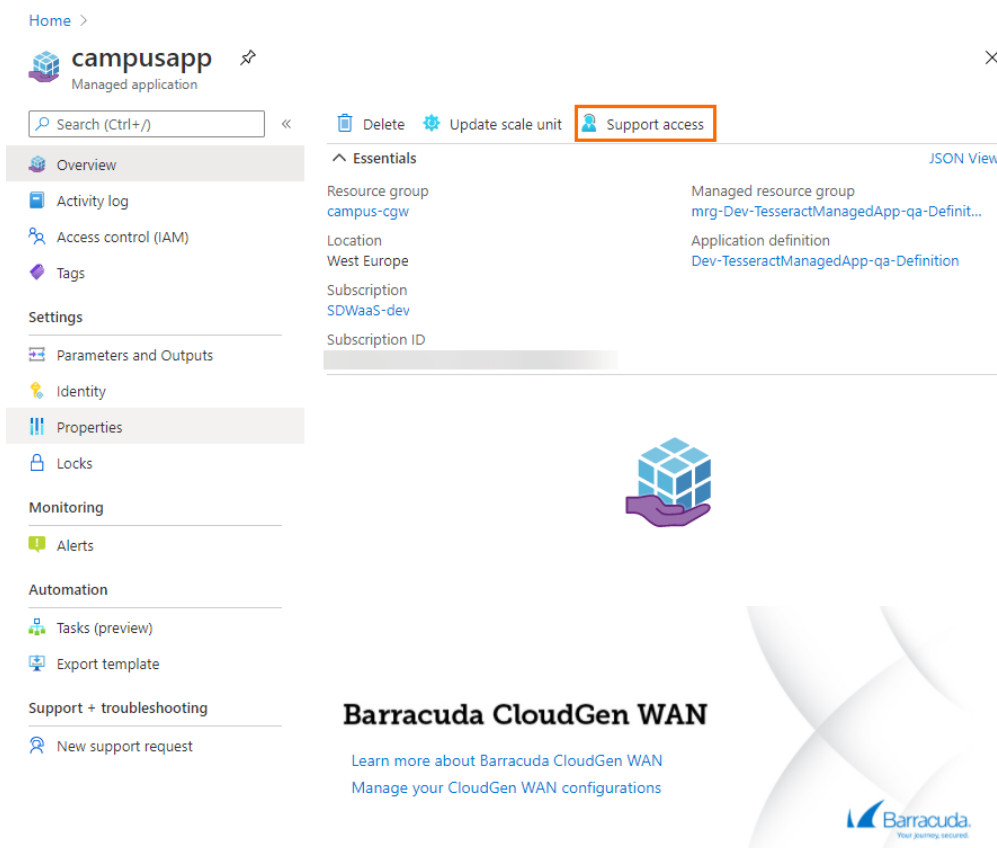 Home >
campusapp
Managed application
Search (Ctrl+/)
«
Delete
Update scale unit
Support access
Overview
Activity log
Access control (IAM)
Tags
Settings
Parameters and Outputs
Identity
Properties
Locks
Monitoring
Alerts
Automation
Tasks (preview)
Export template
Support + troubleshooting
New support request
Essentials
JSON View
Resource group
campus-cgw
Location
West Europe
Subscription
SDWaaS-dev
Subscription ID
Managed resource group
mrg-Dev-TesseractManagedApp-qa-Definit...
Application definition
Dev-TesseractManagedApp-qa-Definition
Barracuda CloudGen WAN
Learn more about Barracuda CloudGen WAN
Manage your CloudGen WAN configurations
Barracuda.
Your journey, secured.